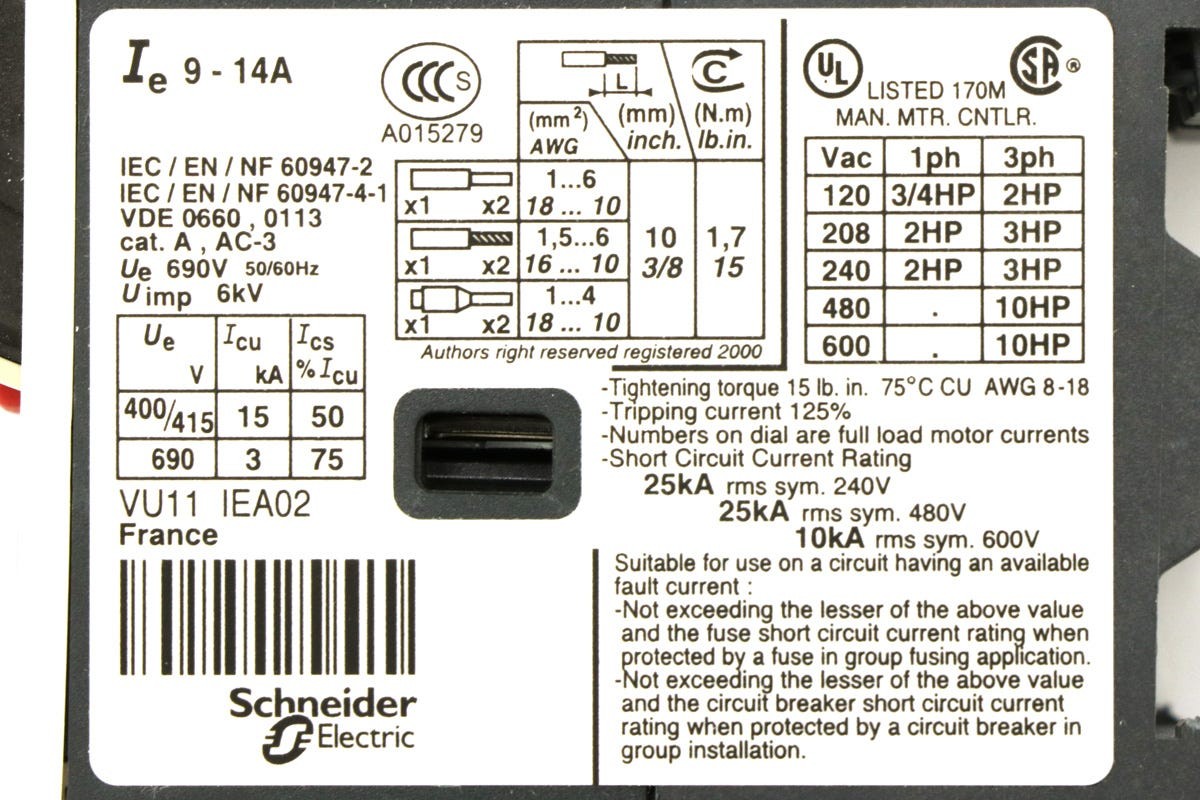 Ie 9 - 14A
CCC S
A015279
IEC / EN / NF 60947-2
IEC / EN / NF 60947-4-1
VDE 0660 , 0113
cat. A , AC-3
Ue 690V 50/60Hz
U imp 6kV
Ue V Icu kA Ics % Icu
400/415 15 50
690 3 75
VU11 IEA02
France
Schneider
Electric
L
(mm²) (mm) (N.m)
AWG inch. lb.in.
1...6
x1 x2 18 ... 10
1,5...6 10 1,7
x1 x2 16 ... 10 3/8 15
1...4
x1 x2 18 ... 10
Authors right reserved registered 2000
UL SA ®
LISTED 170M
MAN. MTR. CNTLR.
Vac 1ph 3ph
120 3/4HP 2HP
208 2HP 3HP
240 2HP 3HP
480 . 10HP
600 . 10HP
-Tightening torque 15 lb. in. 75°C CU AWG 8-18
-Tripping current 125%
-Numbers on dial are full load motor currents
-Short Circuit Current Rating
25kA rms sym. 240V
25kA rms sym. 480V
10kA rms sym. 600V
Suitable for use on a circuit having an available
fault current :
-Not exceeding the lesser of the above value
and the fuse short circuit current rating when
protected by a fuse in group fusing application.
-Not exceeding the lesser of the above value
and the circuit breaker short circuit current
rating when protected by a circuit breaker in
group installation.